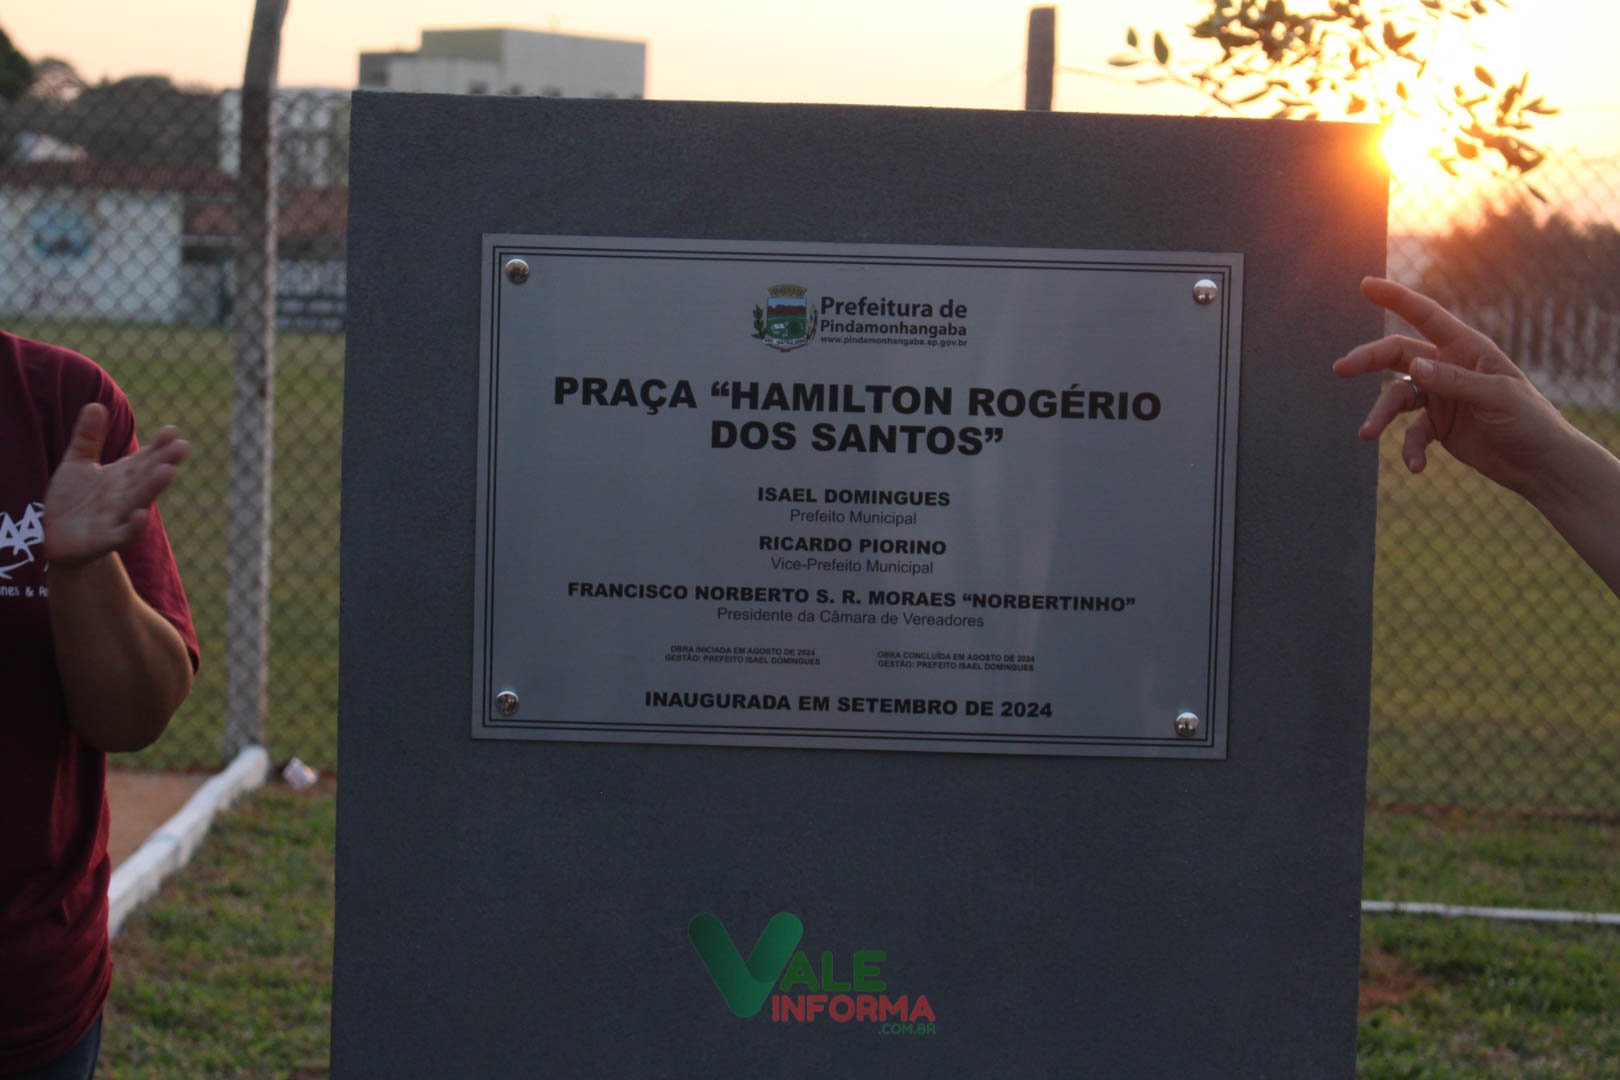 Prefeitura de
Pindamonhangaba
www.pindamonhangaba.sp.gov.br
PRAÇA “HAMILTON ROGÉRIO
DOS SANTOS”
ISAEL DOMINGUES
Prefeito Municipal
RICARDO PIORINO
Vice-Prefeito Municipal
FRANCISCO NORBERTO S. R. MORAES “NORBERTINHO”
Presidente da Câmara de Vereadores
OBRA INICIADA EM AGOSTO DE 2024
GESTÃO: PREFEITO ISAEL DOMINGUES
OBRA CONCLUÍDA EM AGOSTO DE 2024
GESTÃO: PREFEITO ISAEL DOMINGUES
INAUGURADA EM SETEMBRO DE 2024
VALE
INFORMA
.COM.BR